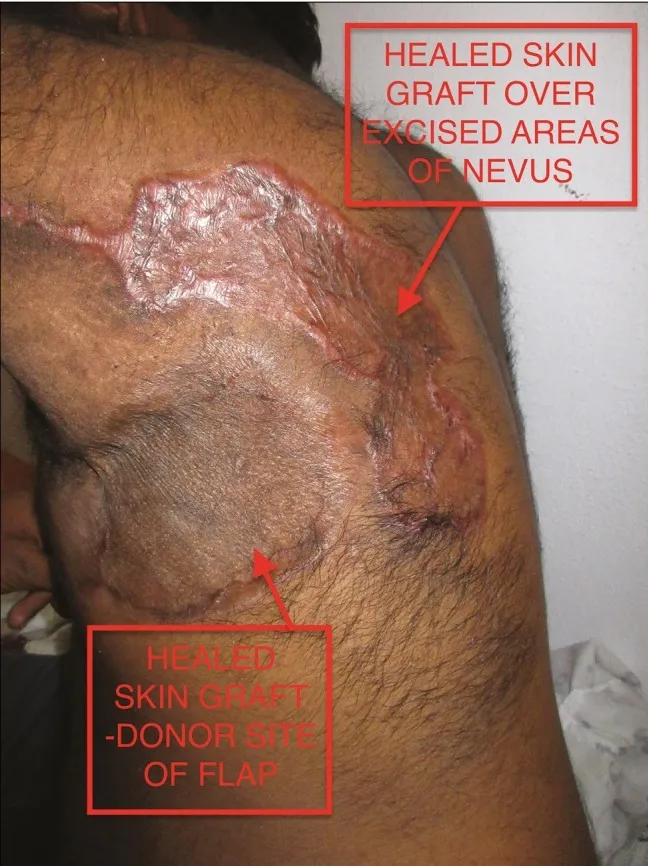 HEALED SKIN
GRAFT OVER
EXCISED AREAS
OF NEVUS
HEALED
SKIN GRAFT
-DONOR SITE
OF FLAP